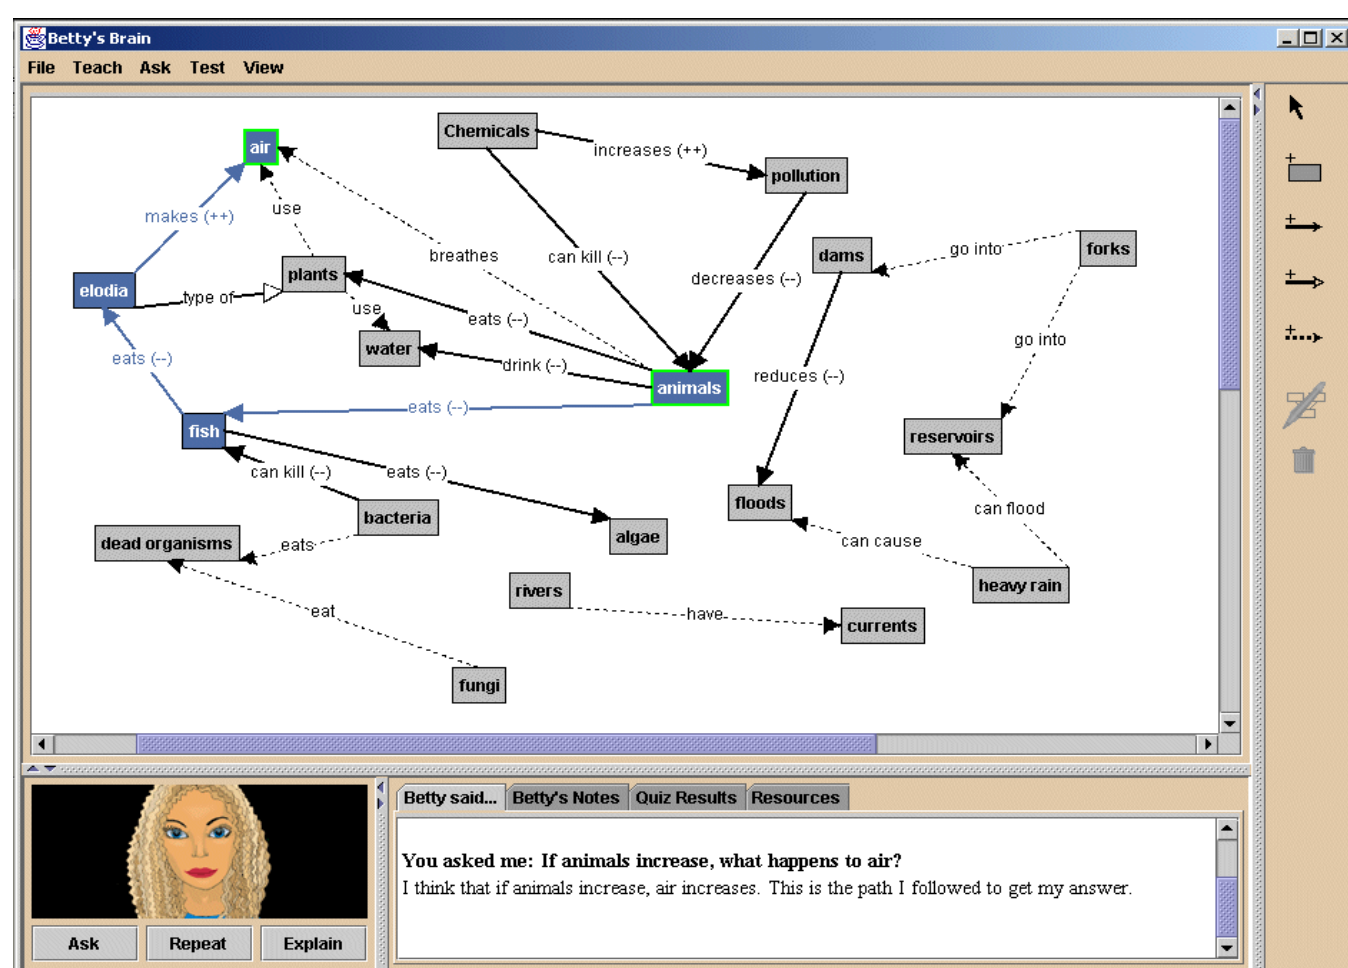 Betty's Brain
File Teach Ask Test View
Chemicals
air
increases (++)
pollution
makes (++)
use
breathes
can kill (--)
dams
go into
forks
plants
decreases (--)
elodia
type of
use
eats (--)
water
go into
eats (--)
drink (--)
reduces (--)
animals
eats (--)
fish
reservoirs
can kill (--)
eats (--)
floods
can flood
bacteria
algae
dead organisms
eats
can cause
heavy rain
rivers
eat
have
currents
fungi
Betty said... Betty's Notes Quiz Results Resources
You asked me: If animals increase, what happens to air?
I think that if animals increase, air increases. This is the path I followed to get my answer.
Ask Repeat Explain